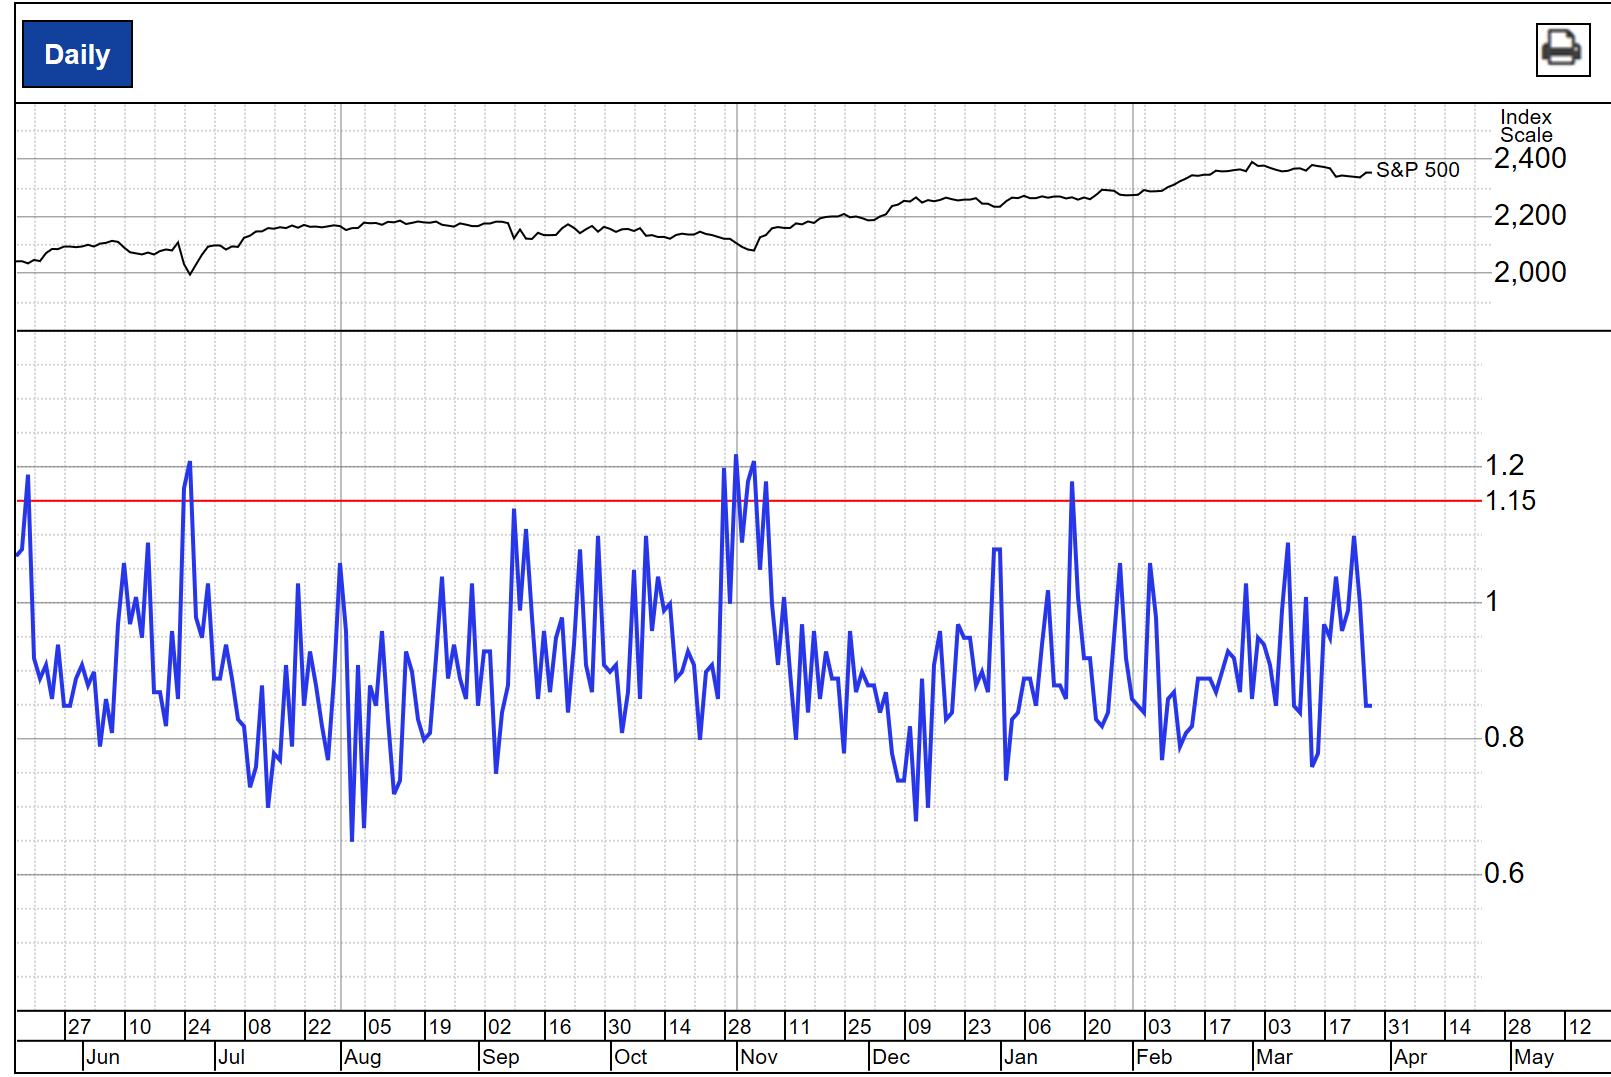 Daily
Index
Scale
2,400
S&P 500
2,200
2,000
1.2
1.15
1
0.8
0.6
27 10 24 08 22 05 19 02 16 30 14 28 11 25 09 23 06 20 03 17 03 17 31 14 28 12
Jun Jul Aug Sep Oct Nov Dec Jan Feb Mar Apr May